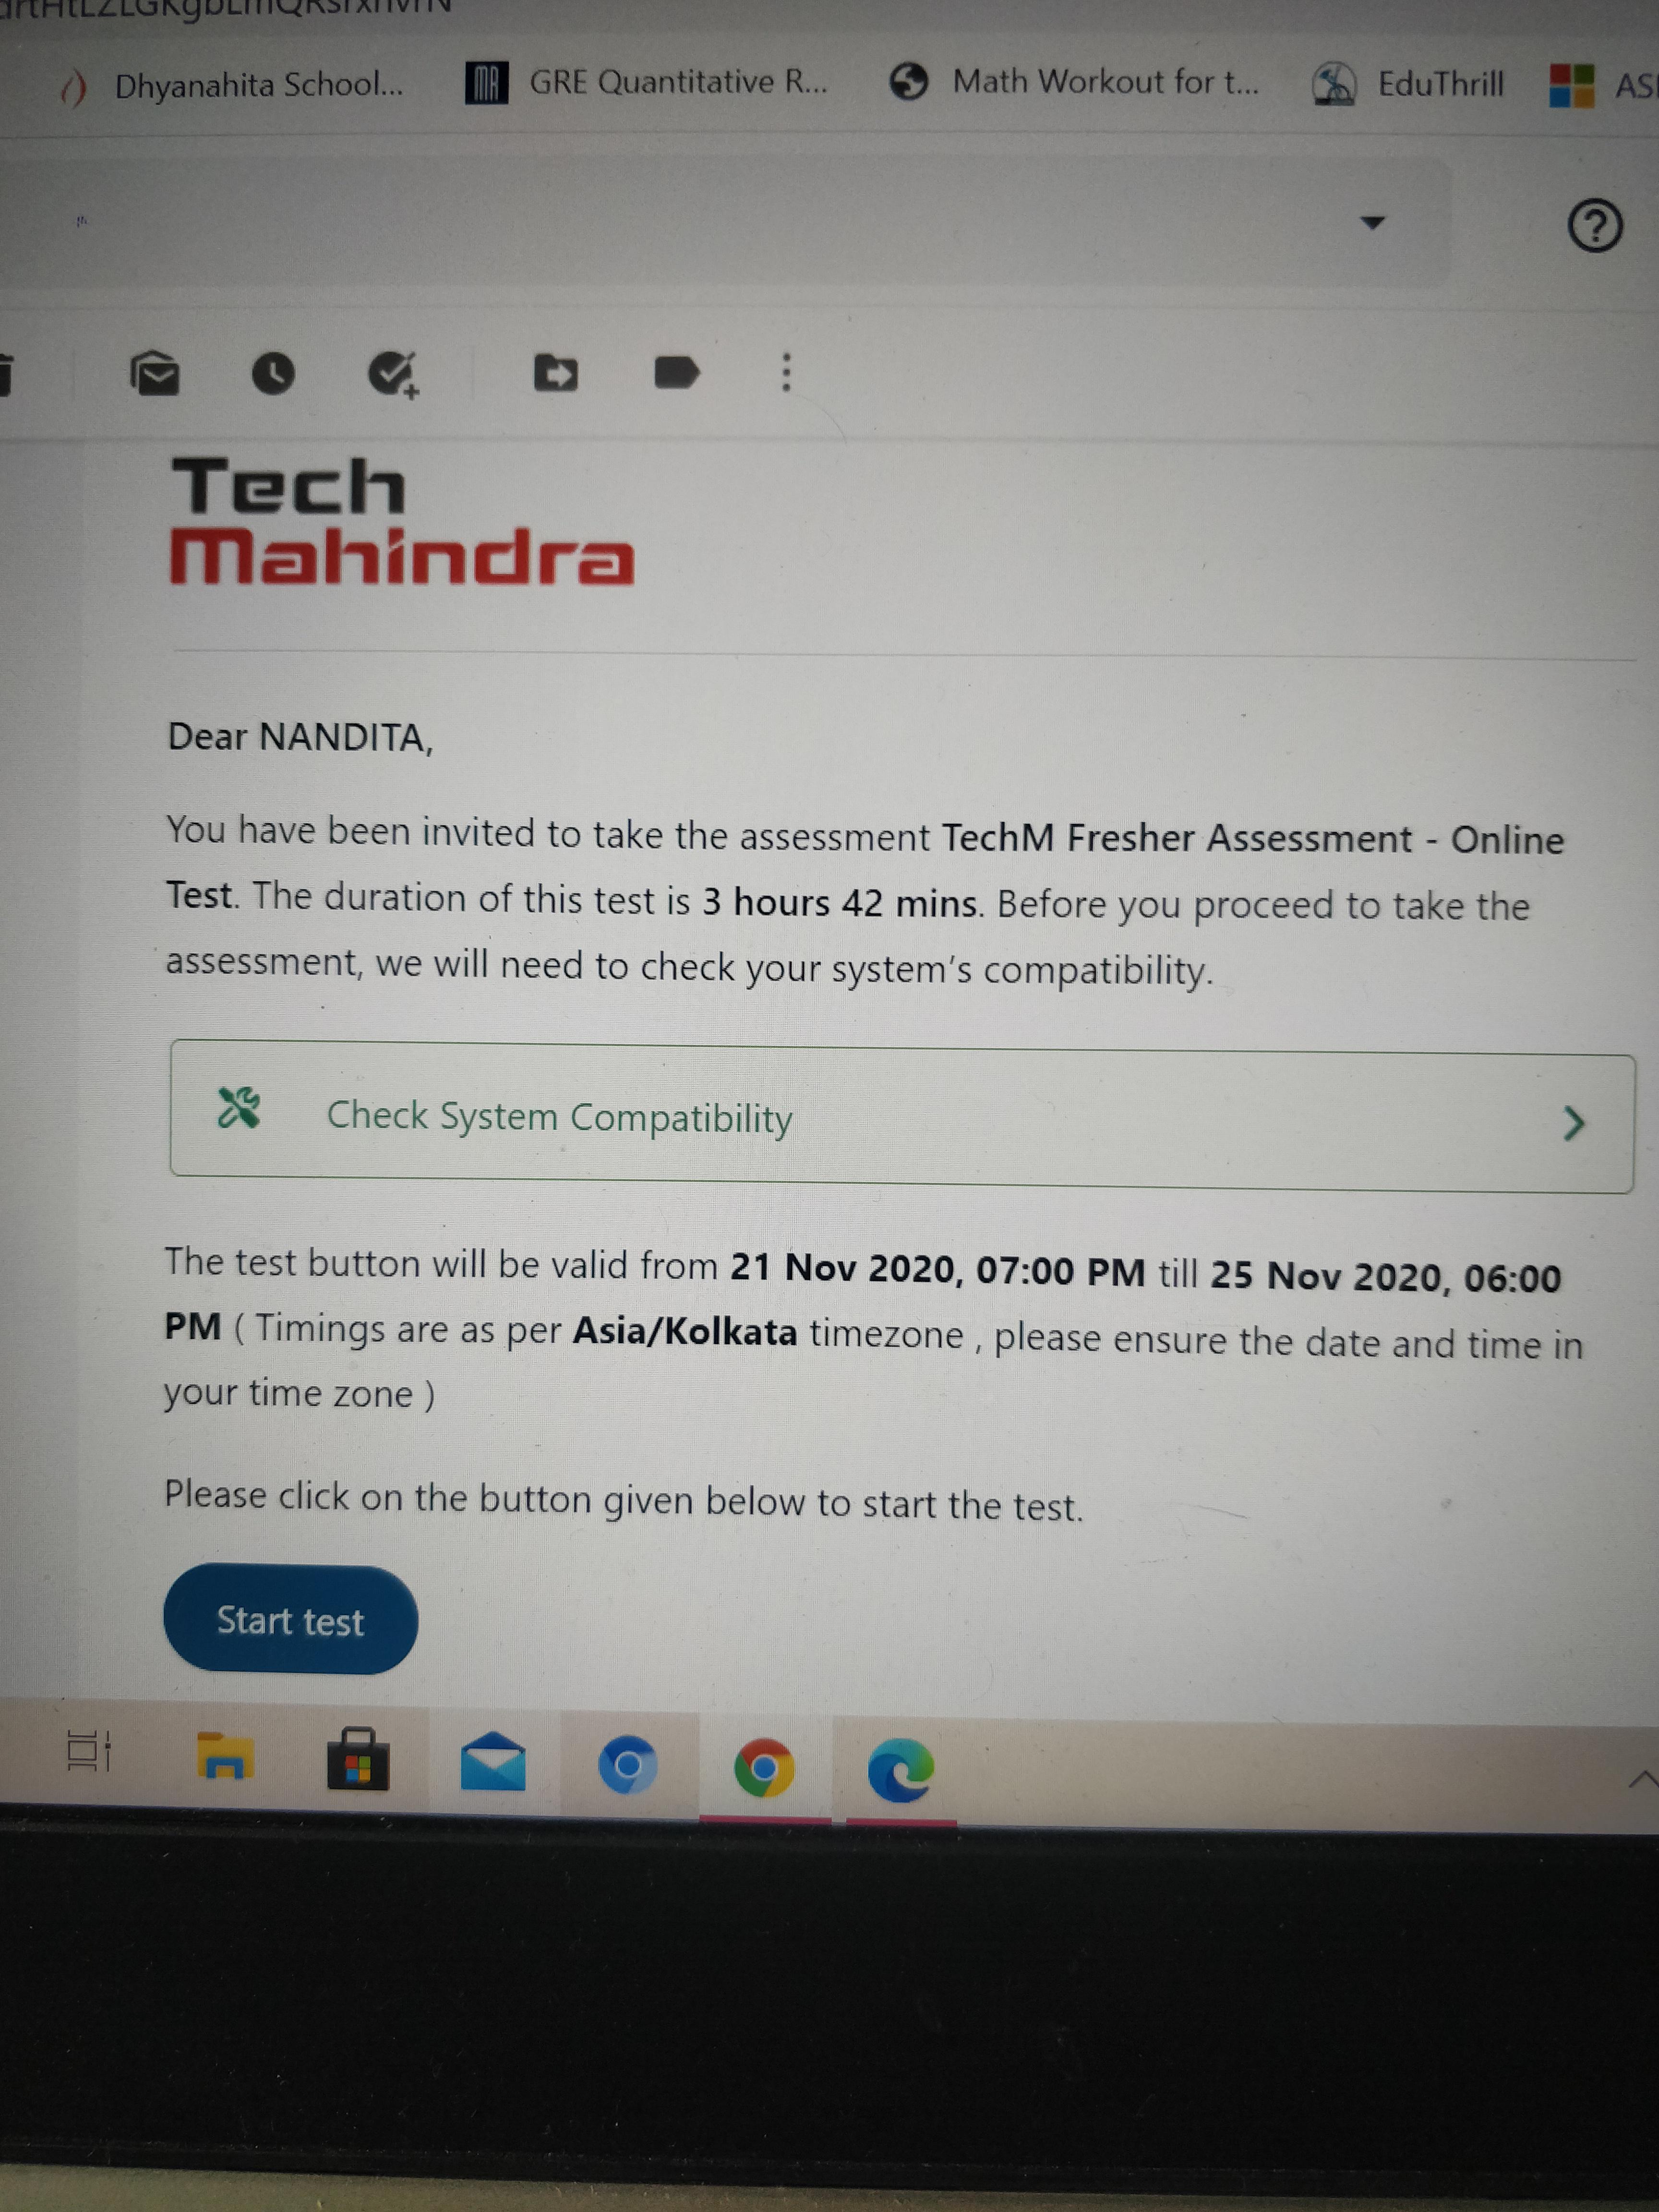 Dhyanahita School... GRE Quantitative R... Math Workout for t... EduThrill
Tech
Mahindra
Dear NANDITA,
You have been invited to take the assessment TechM Fresher Assessment - Online
Test. The duration of this test is 3 hours 42 mins. Before you proceed to take the
assessment, we will need to check your system's compatibility.
Check System Compatibility
The test button will be valid from 21 Nov 2020, 07:00 PM till 25 Nov 2020, 06:00
PM ( Timings are as per Asia/Kolkata timezone , please ensure the date and time in
your time zone )
Please click on the button given below to start the test.
Start test